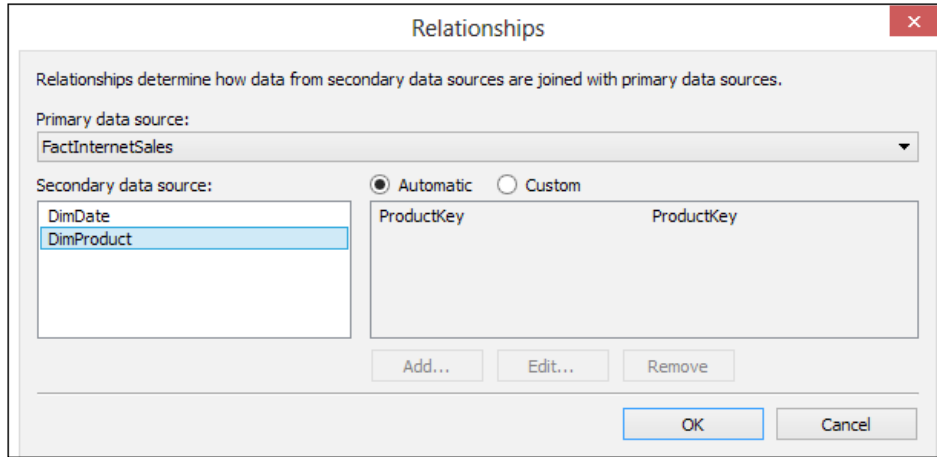 Relationships
Relationships determine how data from secondary data sources are joined with primary data sources.
Primary data source:
FactInternetSales
Secondary data source:
Automatic Custom
DimDate
DimProduct
ProductKey ProductKey
Add... Edit... Remove
OK Cancel